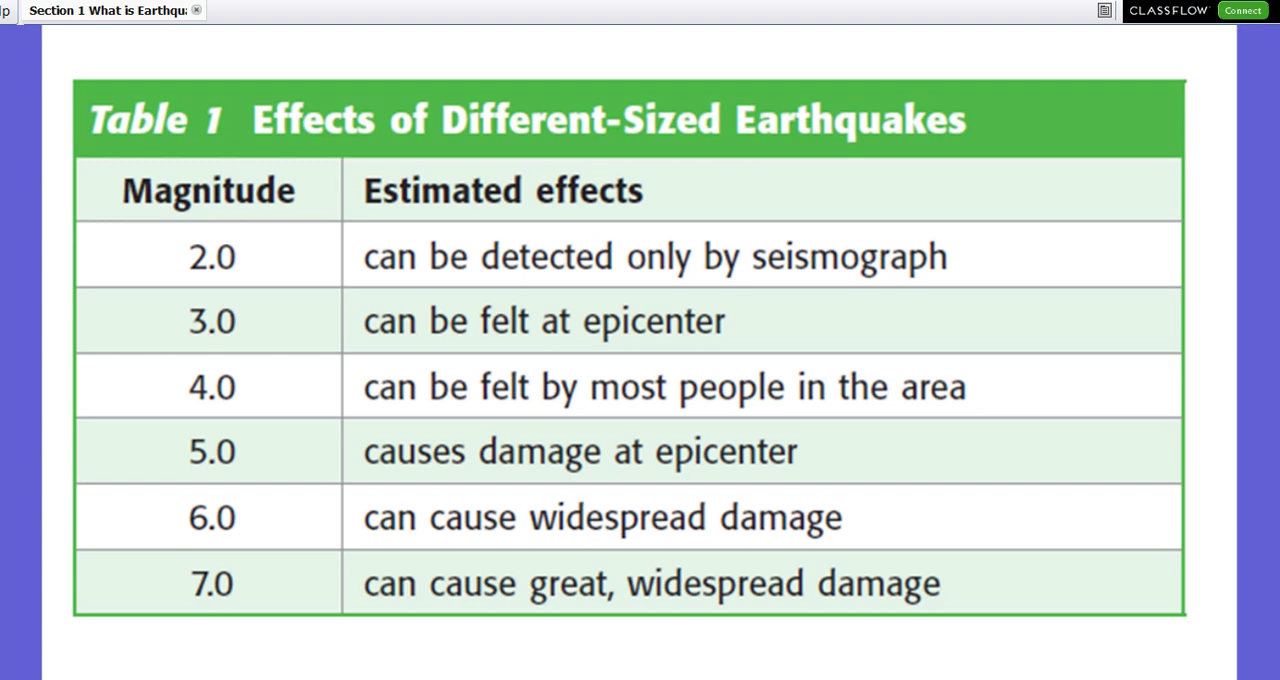 lp Section 1 What is Earthqu: CLASSFLOW Connect
Table 1 Effects of Different-Sized Earthquakes
Magnitude Estimated effects
2.0 can be detected only by seismograph
3.0 can be felt at epicenter
4.0 can be felt by most people in the area
5.0 causes damage at epicenter
6.0 can cause widespread damage
7.0 can cause great, widespread damage